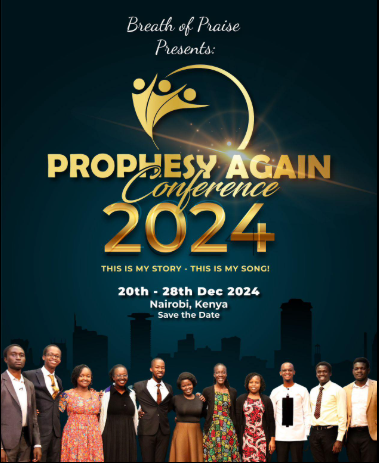 Breath of Praise
Presents:
PROPHESY AGAIN
Conference
2024
THIS IS MY STORY - THIS IS MY SONG!
20th - 28th Dec 2024
Nairobi, Kenya
Save the Date